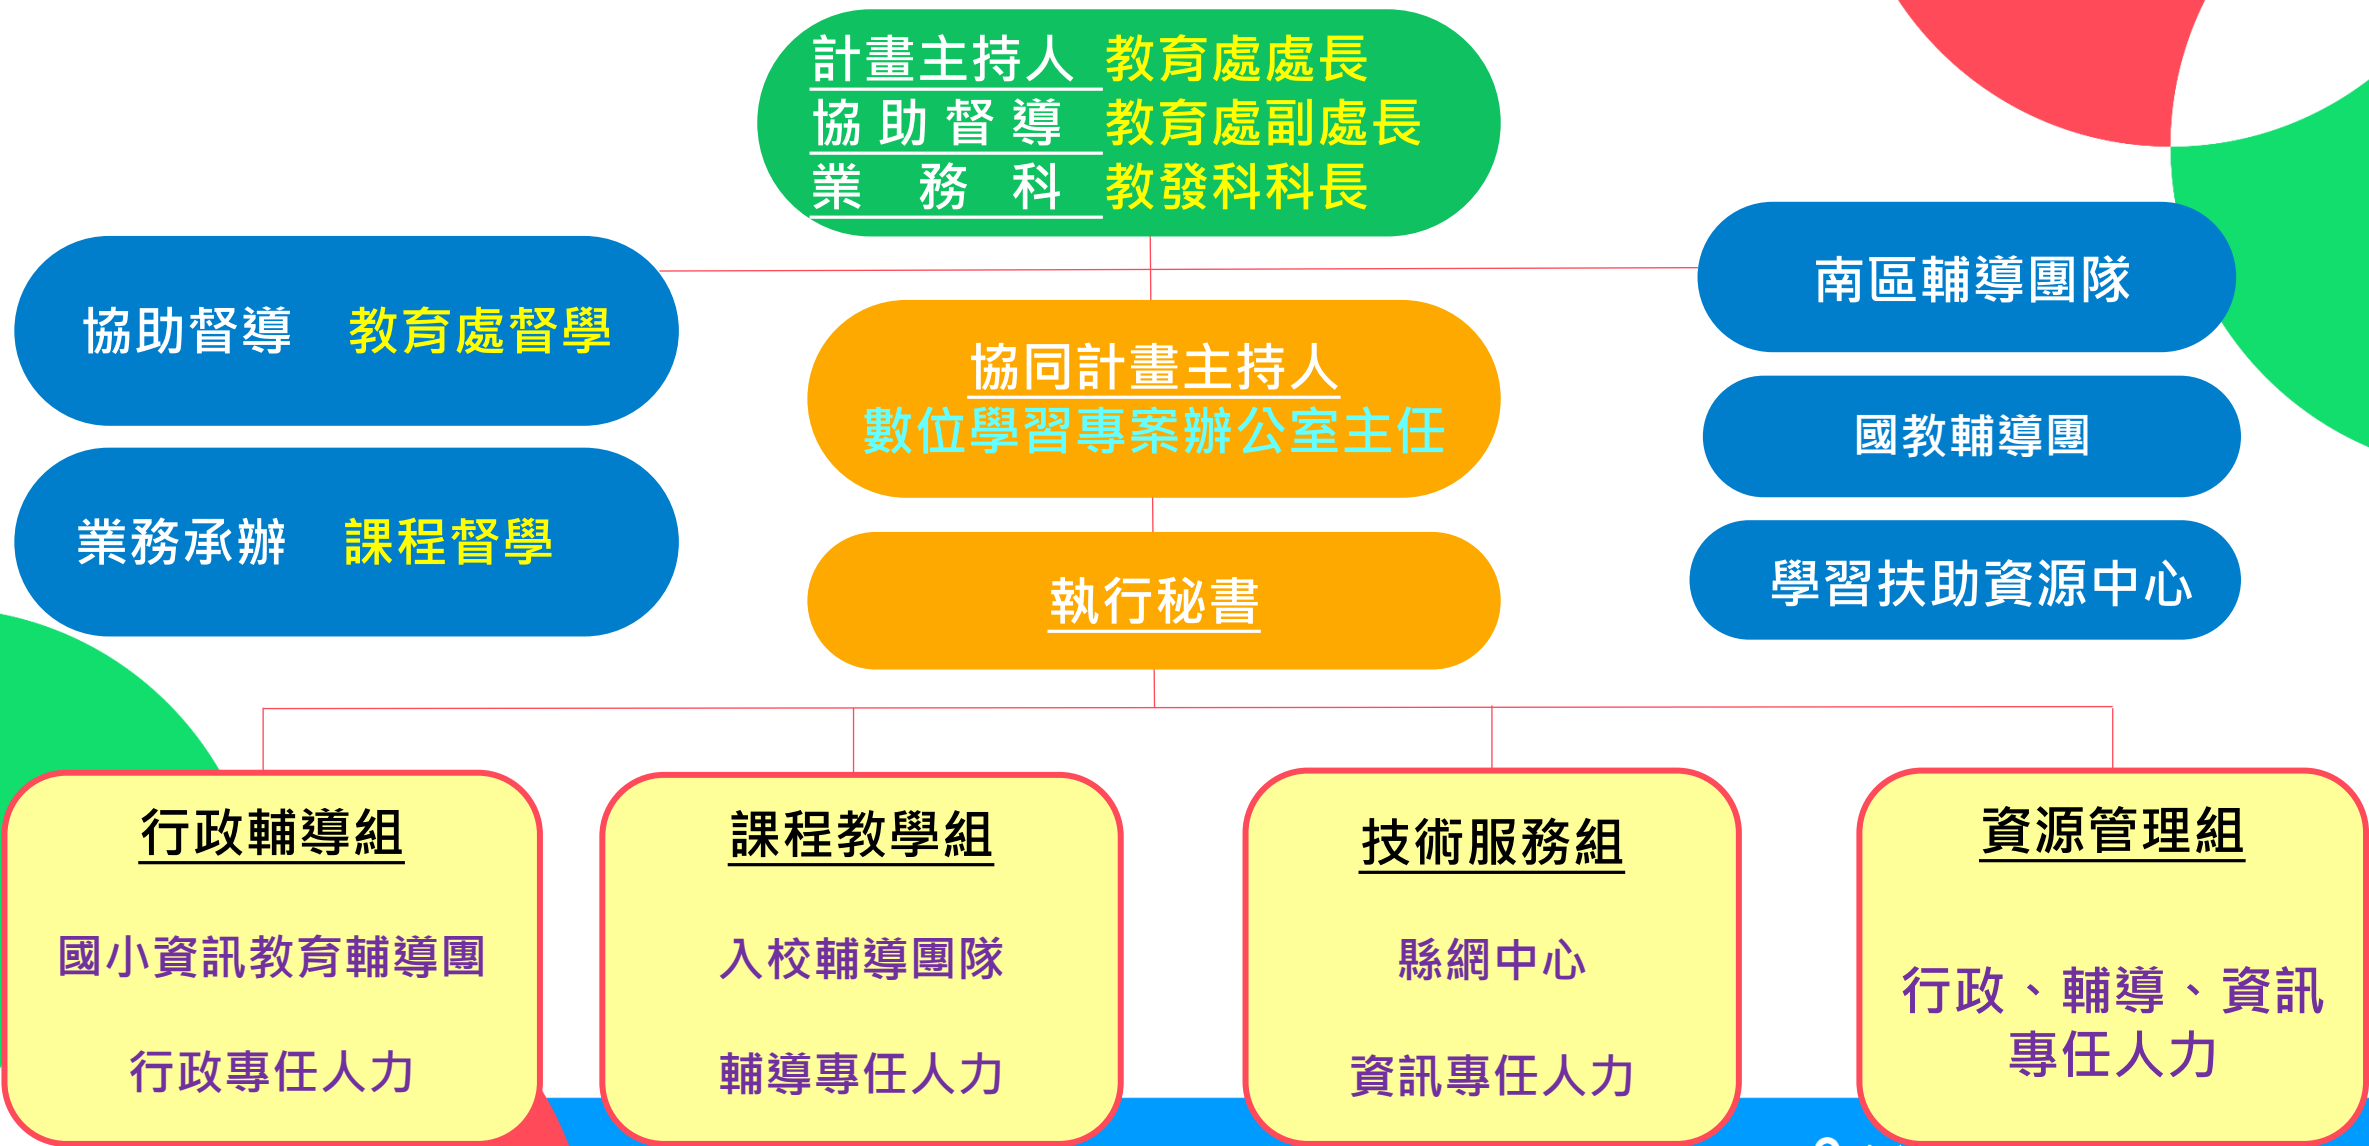 計畫主持人 教育處處長
協助督導 教育處副處長
業務科 教發科科長
協助督導 教育處督學
業務承辦 課程督學
協同計畫主持人
數位學習專案辦公室主任
執行秘書
南區輔導團隊
國教輔導團
學習扶助資源中心
行政輔導組
國小資訊教育輔導團
行政專任人力
課程教學組
入校輔導團隊
輔導專任人力
技術服務組
縣網中心
資訊專任人力
資源管理組
行政、輔導、資訊
專任人力